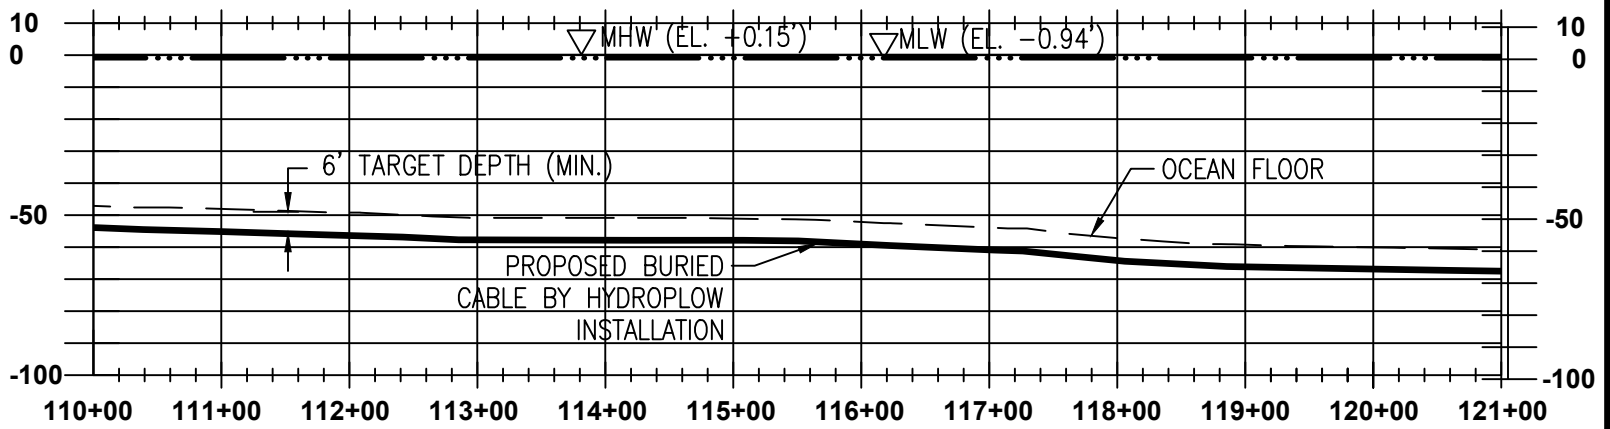 10
10
MHW (EL. +0.15')
MLW (EL. -0.94')
0
0
6' TARGET DEPTH (MIN.)
OCEAN FLOOR
-50
-50
PROPOSED BURIED
CABLE BY HYDROPLOW
INSTALLATION
-100
-100
110+00 111+00 112+00 113+00 114+00 115+00 116+00 117+00 118+00 119+00 120+00 121+00